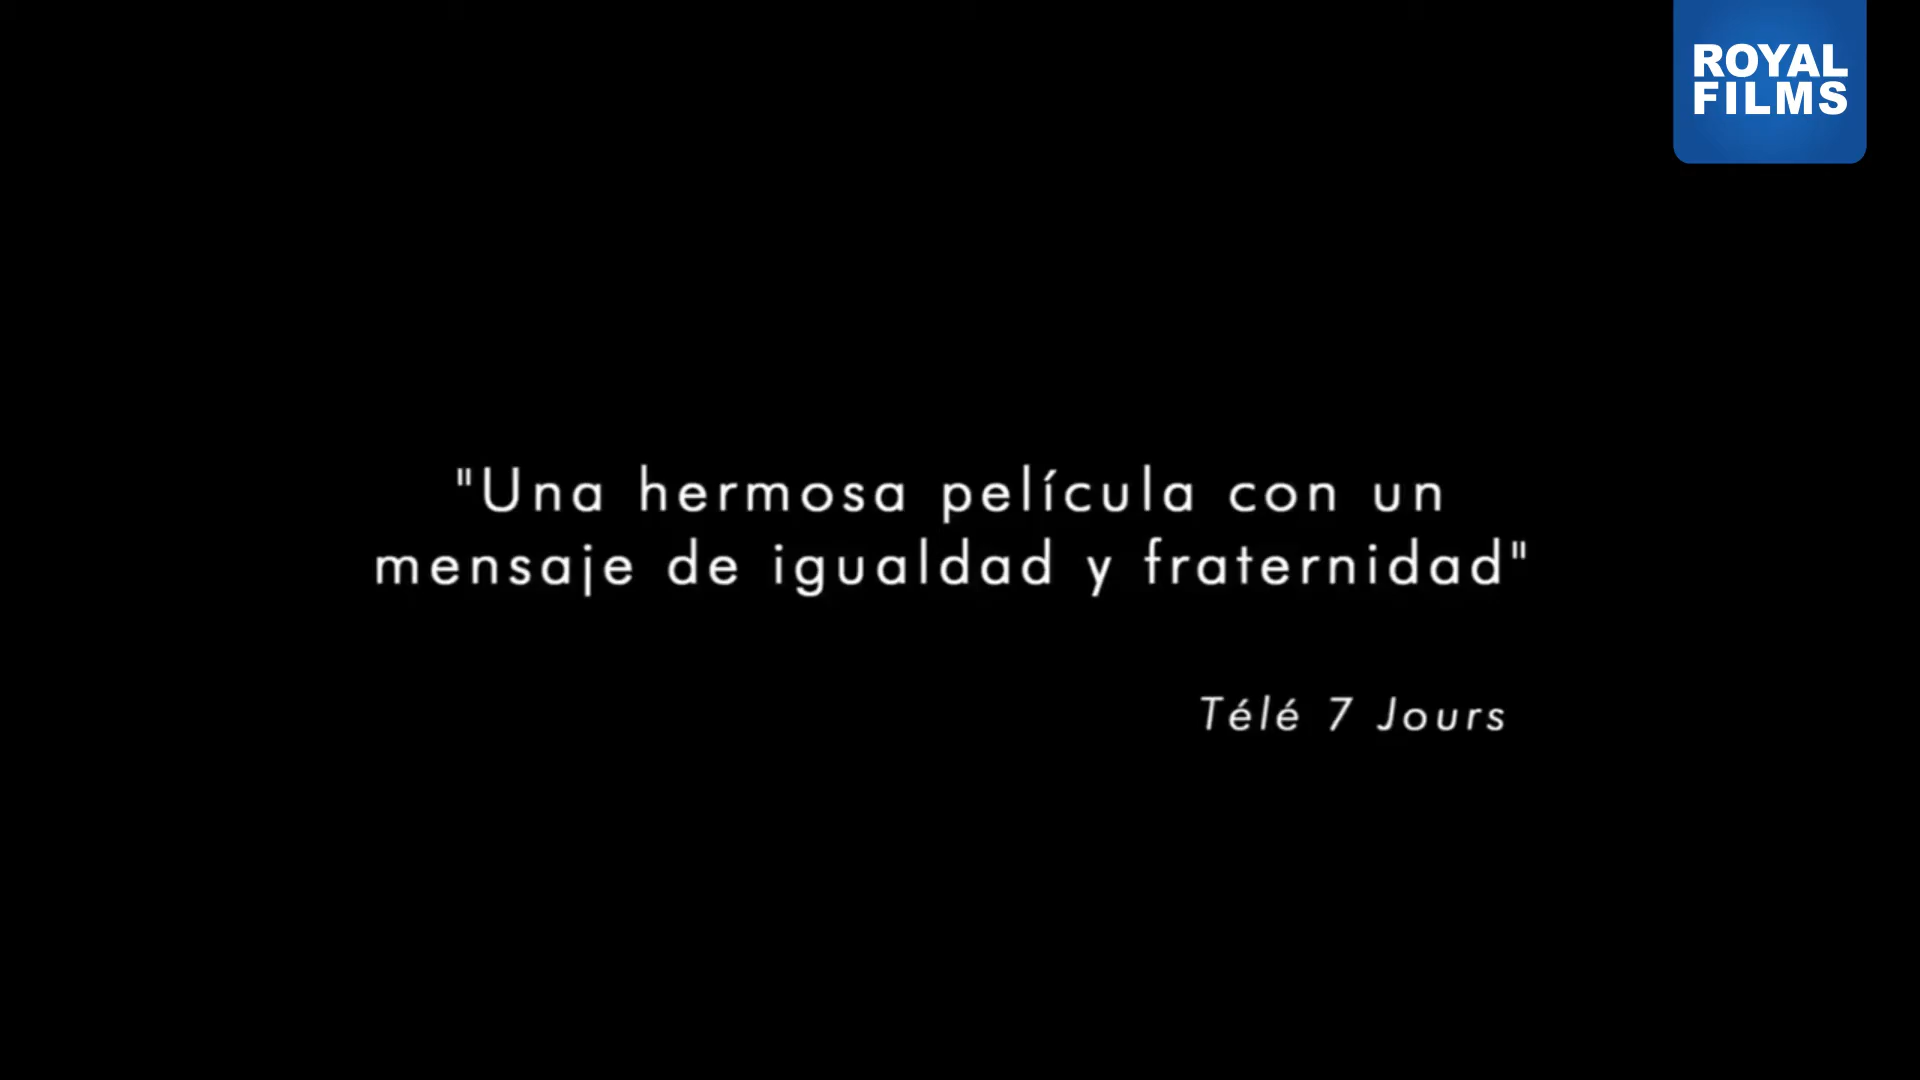 ROYAL
FILMS
"Una hermosa película con un
mensaje de igualdad y fraternidad"
Télé 7 Jours